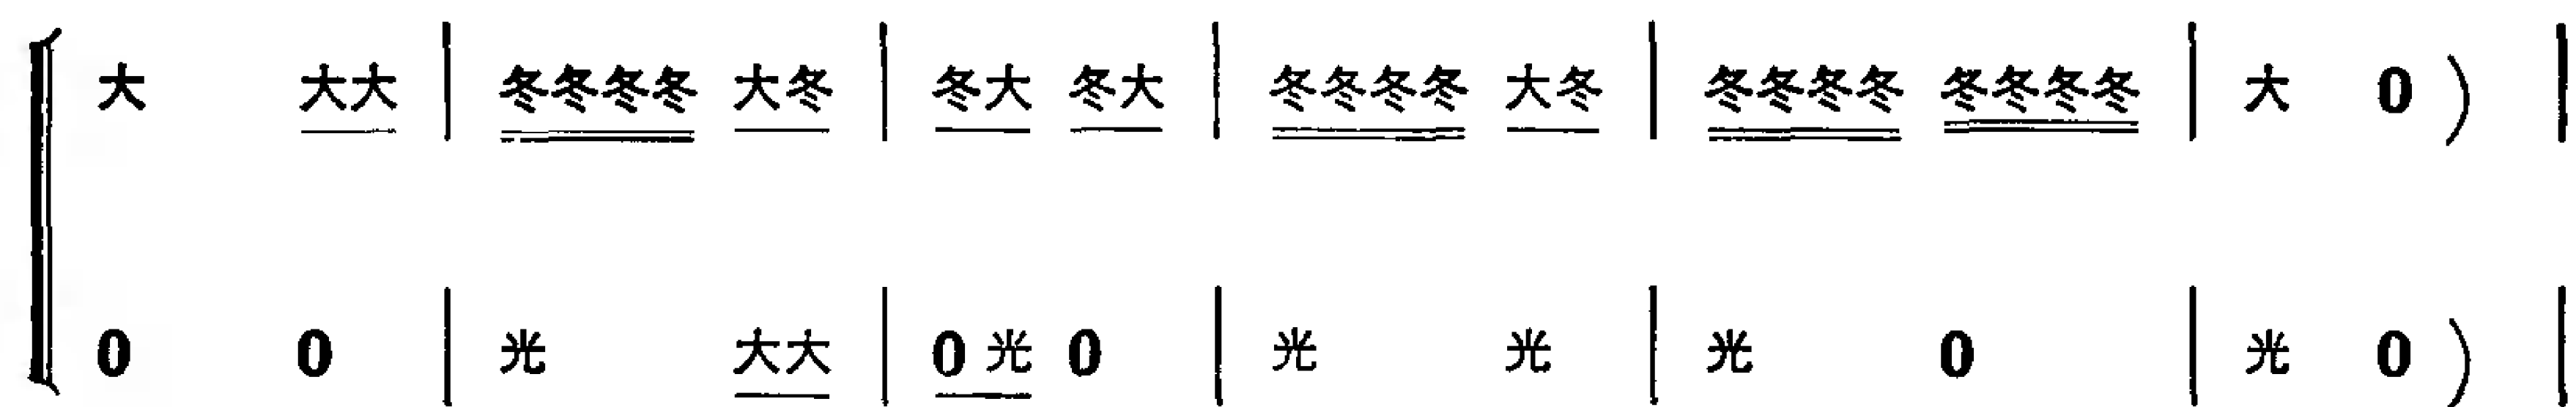 大 大大 | 冬冬冬冬 大冬 | 冬大 冬大 | 冬冬冬冬 大冬 | 冬冬冬冬 冬冬冬冬 | 大 0 ) |
0 0 | 光 大大 | 0光 0 | 光 光 | 光 0 | 光 0 ) |